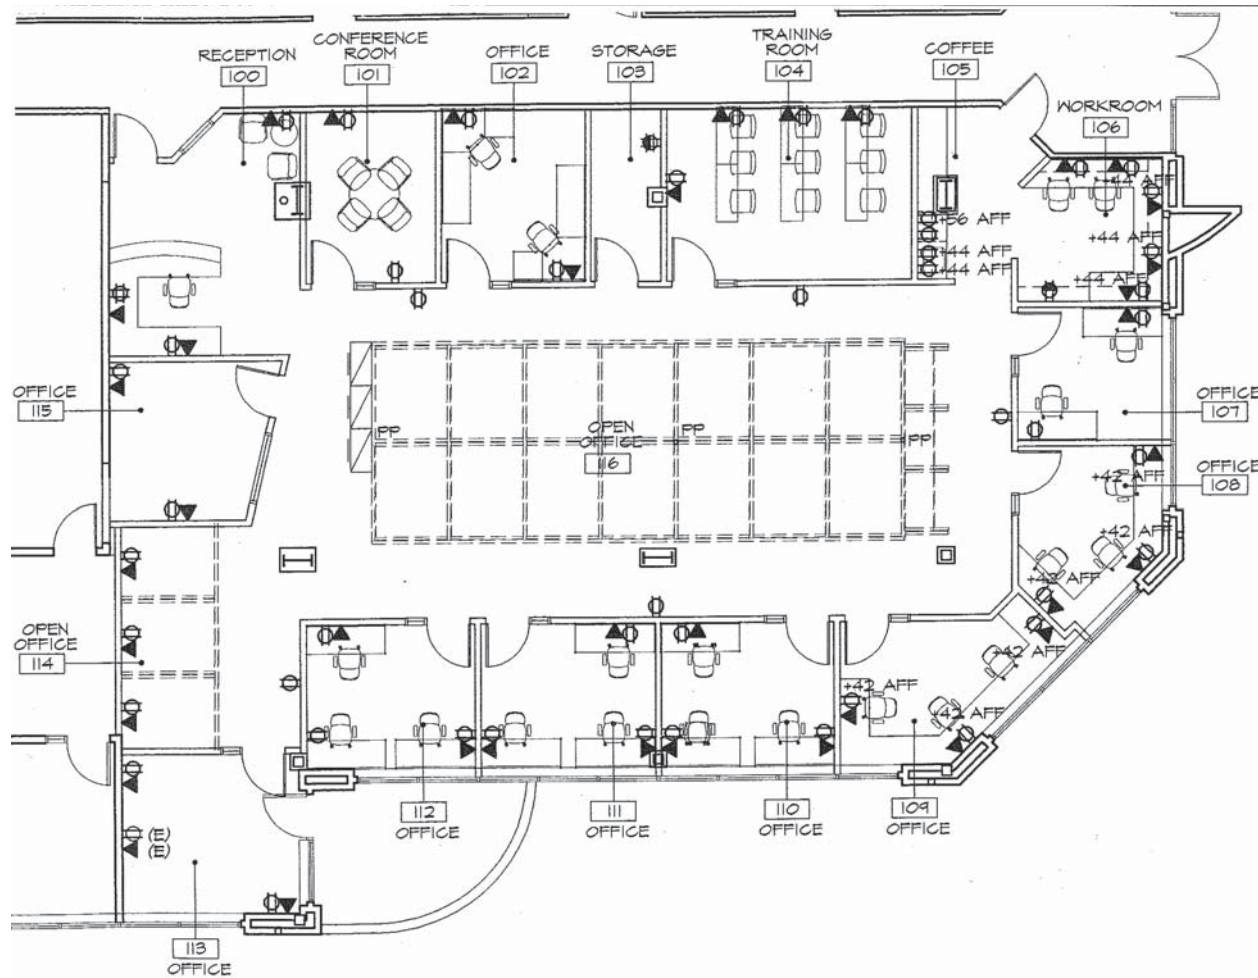 RECEPTION
100
CONFERENCE
ROOM
101
OFFICE
102
STORAGE
103
TRAINING
ROOM
104
COFFEE
105
WORKROOM
106
+44 AFF
+56 AFF
+44 AFF
+44 AFF
+44 AFF
+44 AFF
OFFICE
115
OPEN
OFFICE
116
PP
PP
PP
OFFICE
107
OFFICE
108
+42 AFF
+42 AFF
+42 AFF
OPEN
OFFICE
114
+42 AFF
+42 AFF
+42 AFF
112
OFFICE
111
OFFICE
110
OFFICE
109
OFFICE
(E)
(E)
113
OFFICE